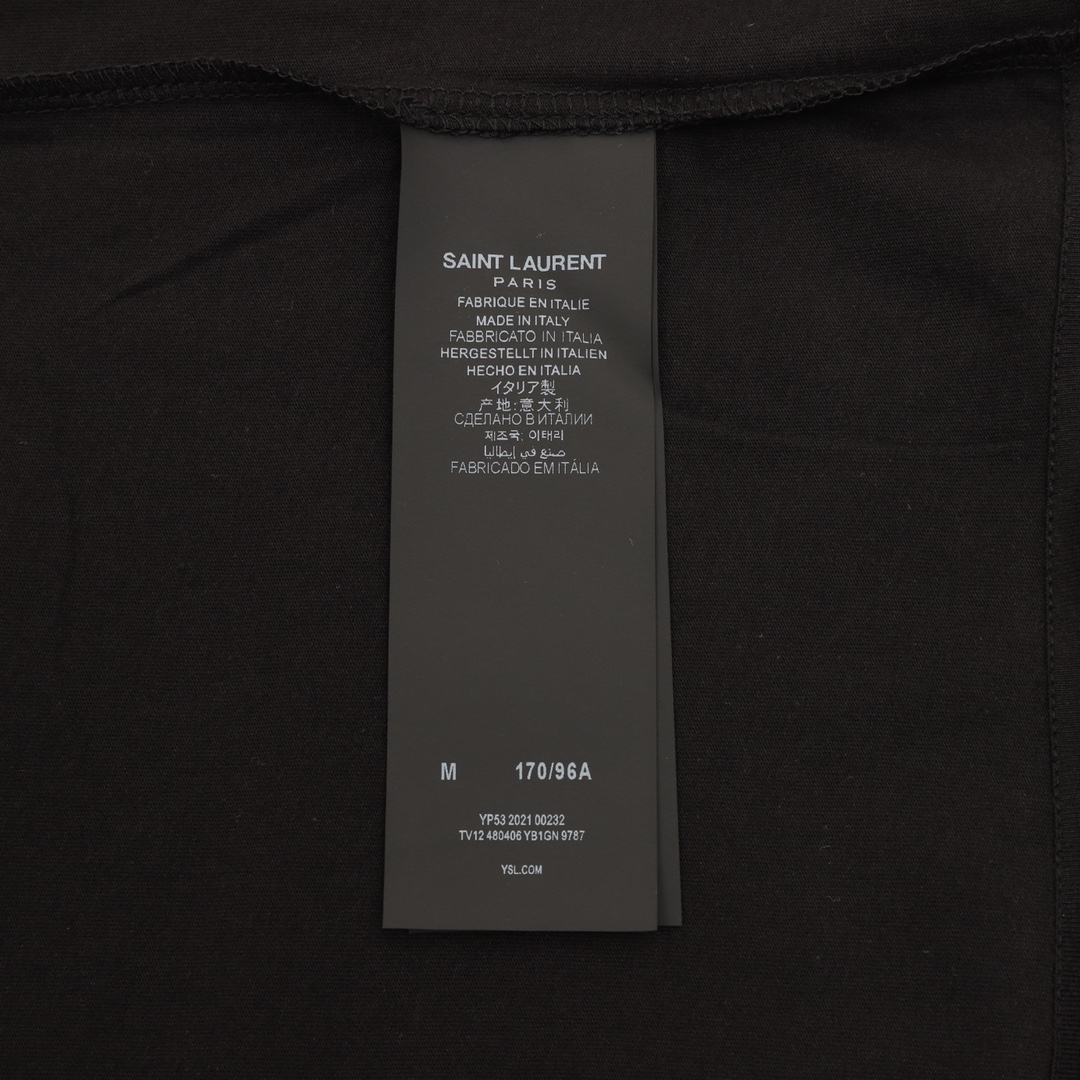 SAINT LAURENT
PARIS
FABRIQUE EN ITALIE
MADE IN ITALY
FABBRICATO IN ITALIA
HERGESTELLT IN ITALIEN
HECHO EN ITALIA
イタリア製
产地:意大利
СДЕЛАНО В ИТАЛИИ
제조국: 이태리
صنع في إيطاليا
FABRICADO EM ITÁLIA
M 170/96A
YP53 2021 00232
TV12 480406 YB1GN 9787
YSL.COM